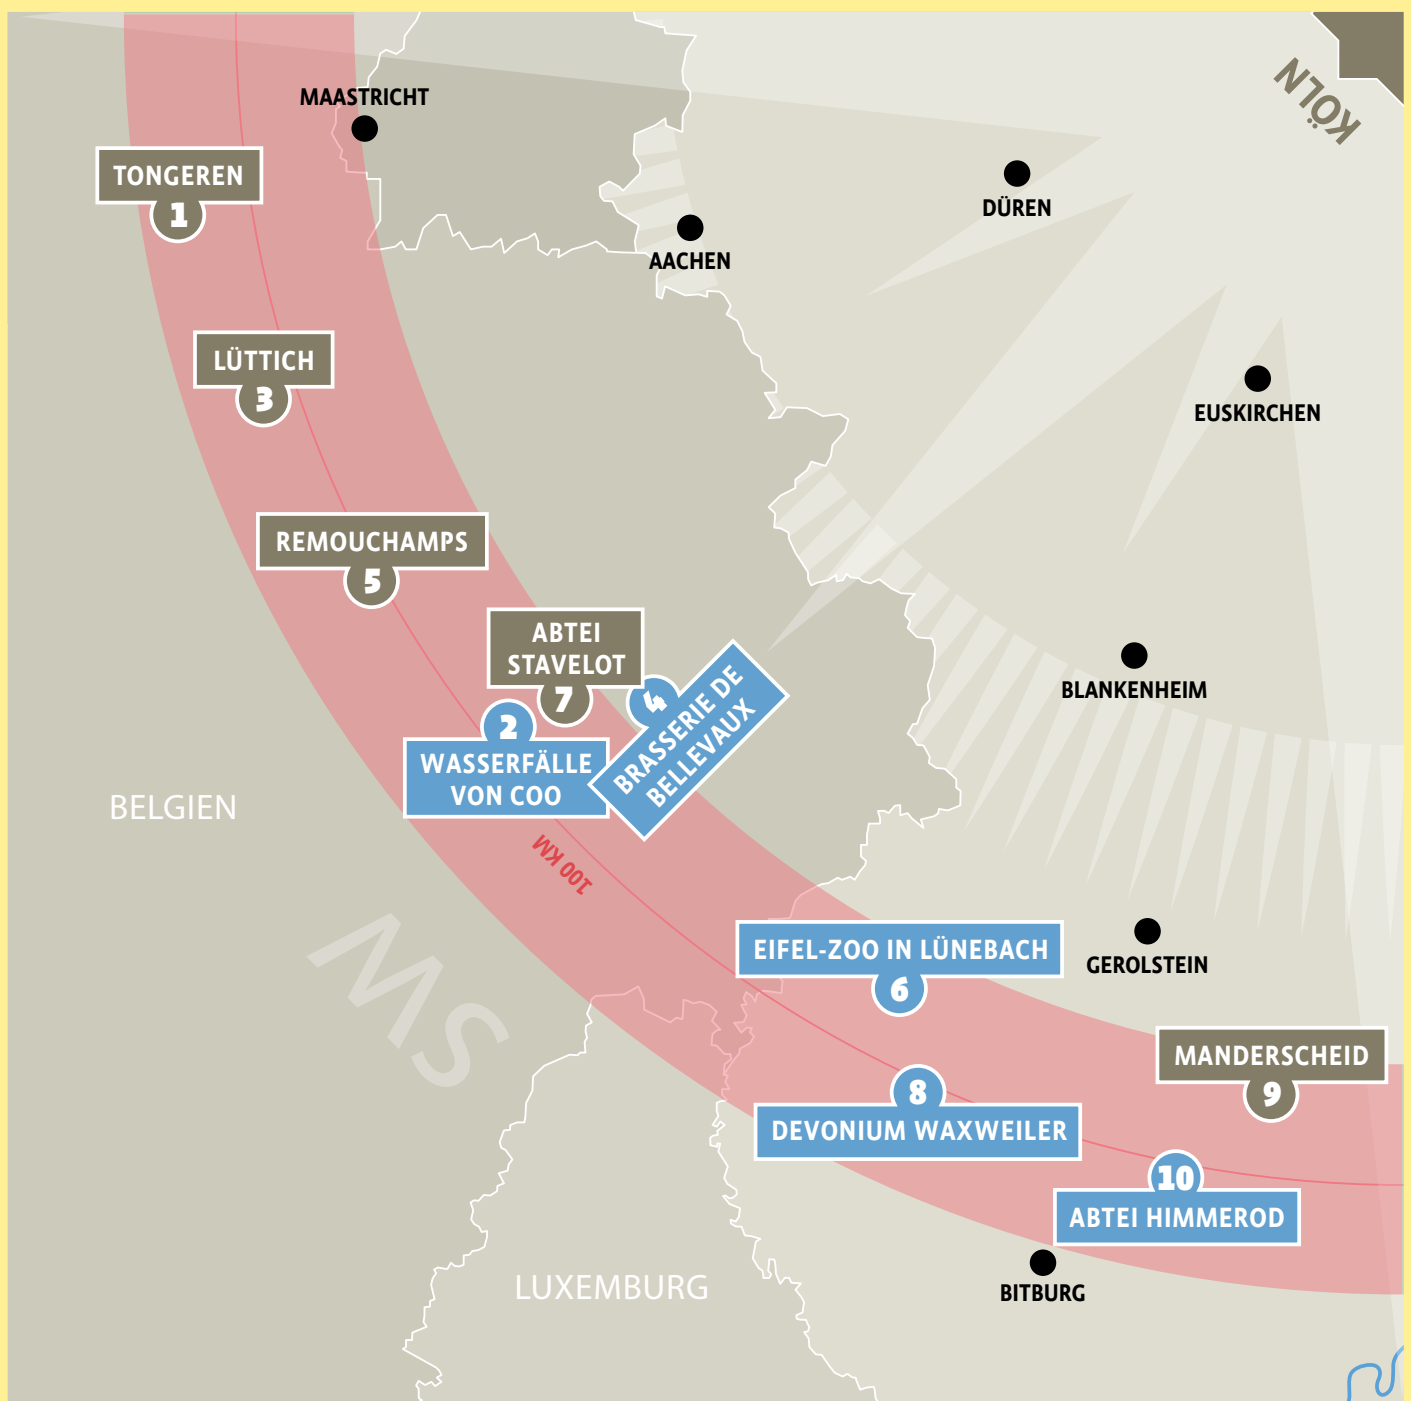 KÖLN
MAASTRICHT
TONGEREN
1
DÜREN
AACHEN
LÜTTICH
3
EUSKIRCHEN
REMOUCHAMPS
5
ABTEI
STAVELOT
7
4
BRASSERIE DE
BELLEVAUX
2
WASSERFÄLLE
VON COO
BLANKENHEIM
BELGIEN
100 KM
SW
EIFEL-ZOO IN LÜNEBACH
6
GEROLSTEIN
MANDERSCHEID
9
8
DEVONIUM WAXWEILER
10
ABTEI HIMMEROD
BITBURG
LUXEMBURG